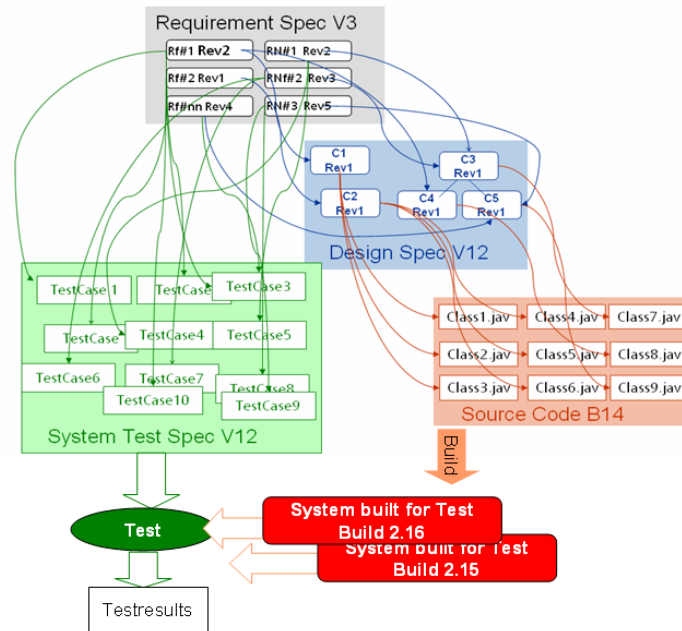 Requirement Spec V3
Rf#1 Rev2
RN#1 Rev2
Rf#2 Rev1
RNf#2 Rev3
Rf#nn Rev4
RN#3 Rev5
C1
Rev1
C3
Rev1
C2
Rev1
C4
Rev1
C5
Rev1
Design Spec V12
TestCase 1
TestCase
TestCase3
TestCase
TestCase4
TestCase5
TestCase6
TestCase7
TestCase8
TestCase10
TestCase9
System Test Spec V12
Class1.jav
Class4.jav
Class7.jav
Class2.jav
Class5.jav
Class8.jav
Class3.jav
Class6.jav
Class9.jav
Source Code B14
Build
Test
System built for Test
Build 2.16
System built for Test
Build 2.15
Testresults